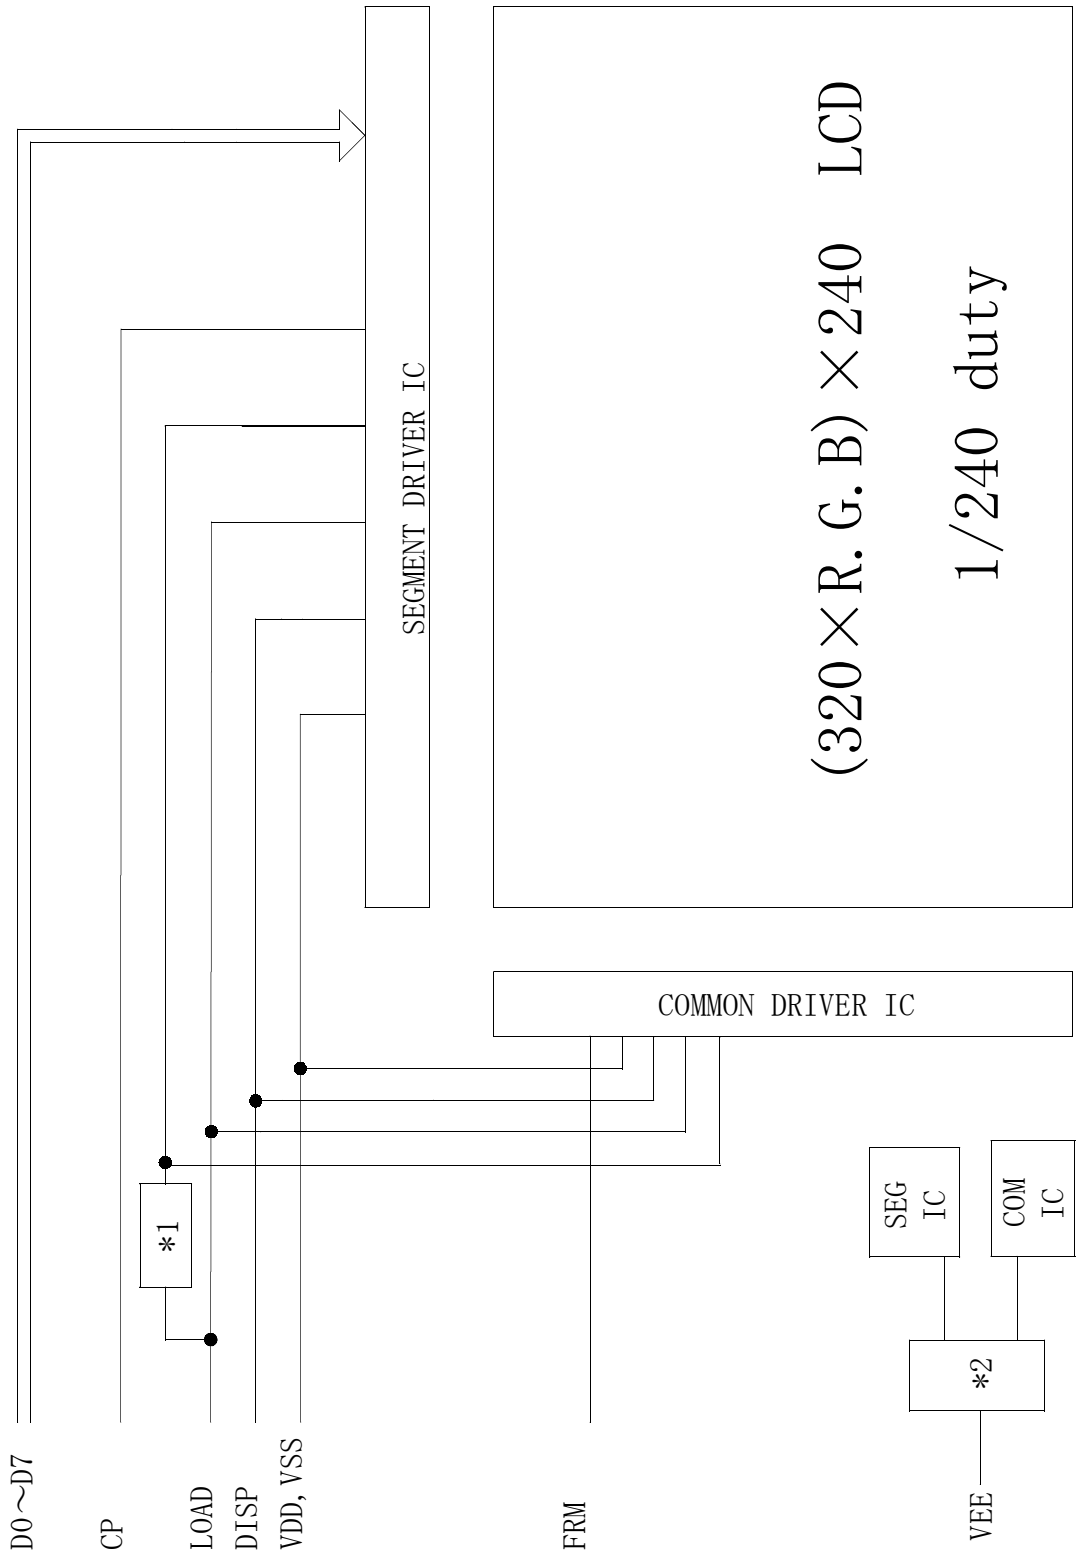 (320×R.G.B)×240 LCD
1/240 duty
SEGMENT DRIVER IC
COMMON DRIVER IC
SEG
IC
COM
IC
*1
*2
D0～D7
CP
LOAD
DISP
VDD,VSS
FRM
VEE